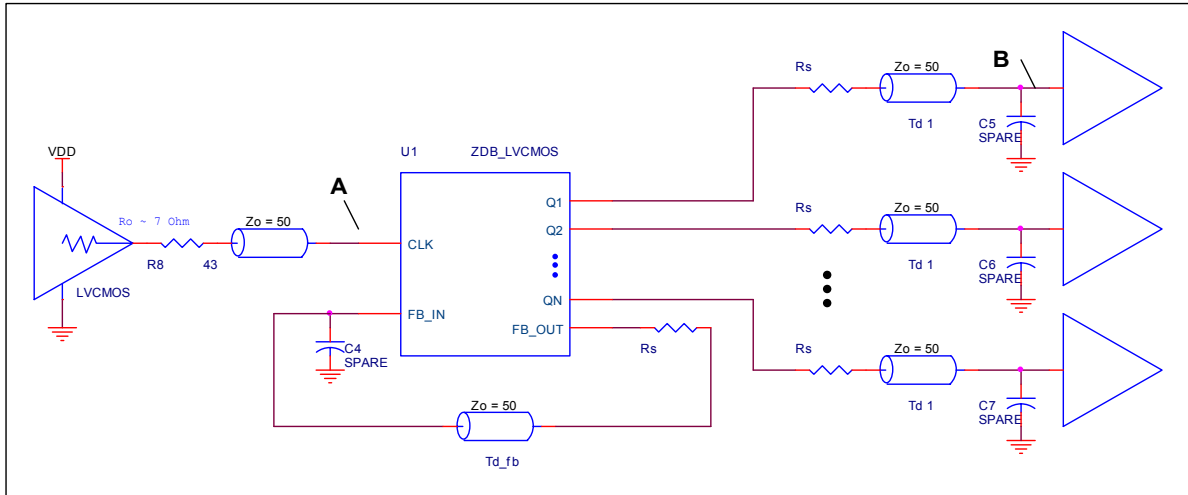 VDD
Ro ~ 7 Ohm
R8
43
LVCMOS
Zo = 50
A
U1
ZDB_LVCMOS
CLK
FB_IN
Q1
Q2
QN
FB_OUT
C4
SPARE
Rs
Zo = 50
Td_fb
Rs
Zo = 50
Td 1
B
C5
SPARE
Rs
Zo = 50
Td 1
C6
SPARE
Rs
Zo = 50
Td 1
C7
SPARE